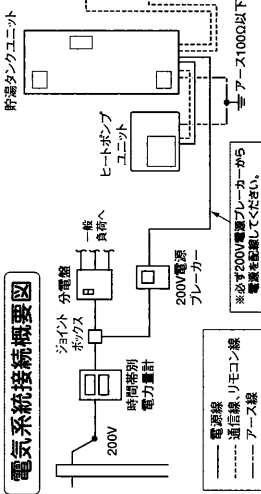 電気系統接続概要図
200V
時間帯別
電力量計
ジョイント
ボックス
分電盤
一般
負荷へ
200V電源
ブレーカー
ヒートポンプ
ユニット
貯湯タンクユニット
アース100Ω以下
※必ず200V電源ブレーカーから
電源を配線してください。
電源線
通信線、リモコン線
アース線